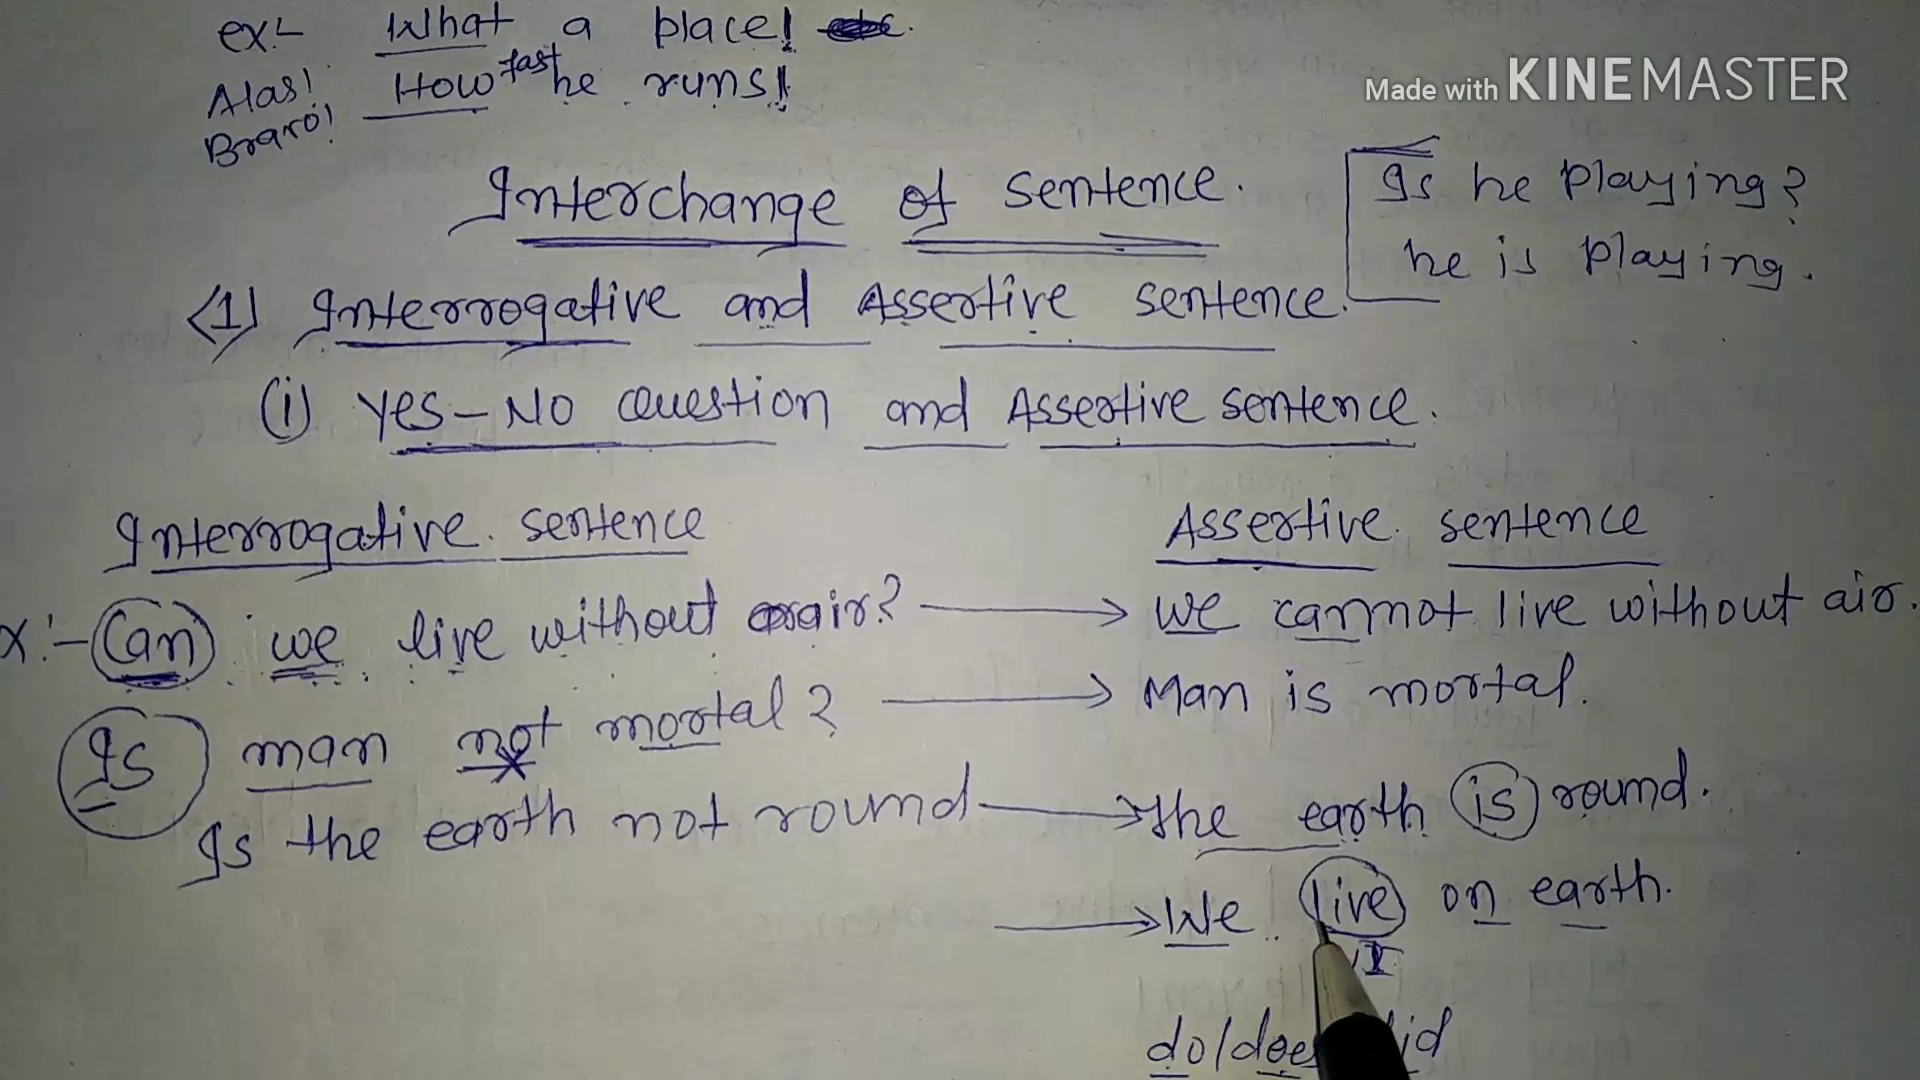 ex:- What a place!
Made with KINEMASTER
Alas! How fast he runs!
Bravo!
Interchange of sentence.
Is he playing?
he is playing.
(1) Interrogative and Assertive sentence.
(i) Yes-No Question and Assertive sentence.
Interrogative sentence Assertive sentence
x:- Can we live without air? → We cannot live without air.
Is man not mortal? → Man is mortal.
Is the earth not round → The earth is round.
→ We live on earth.
do/does